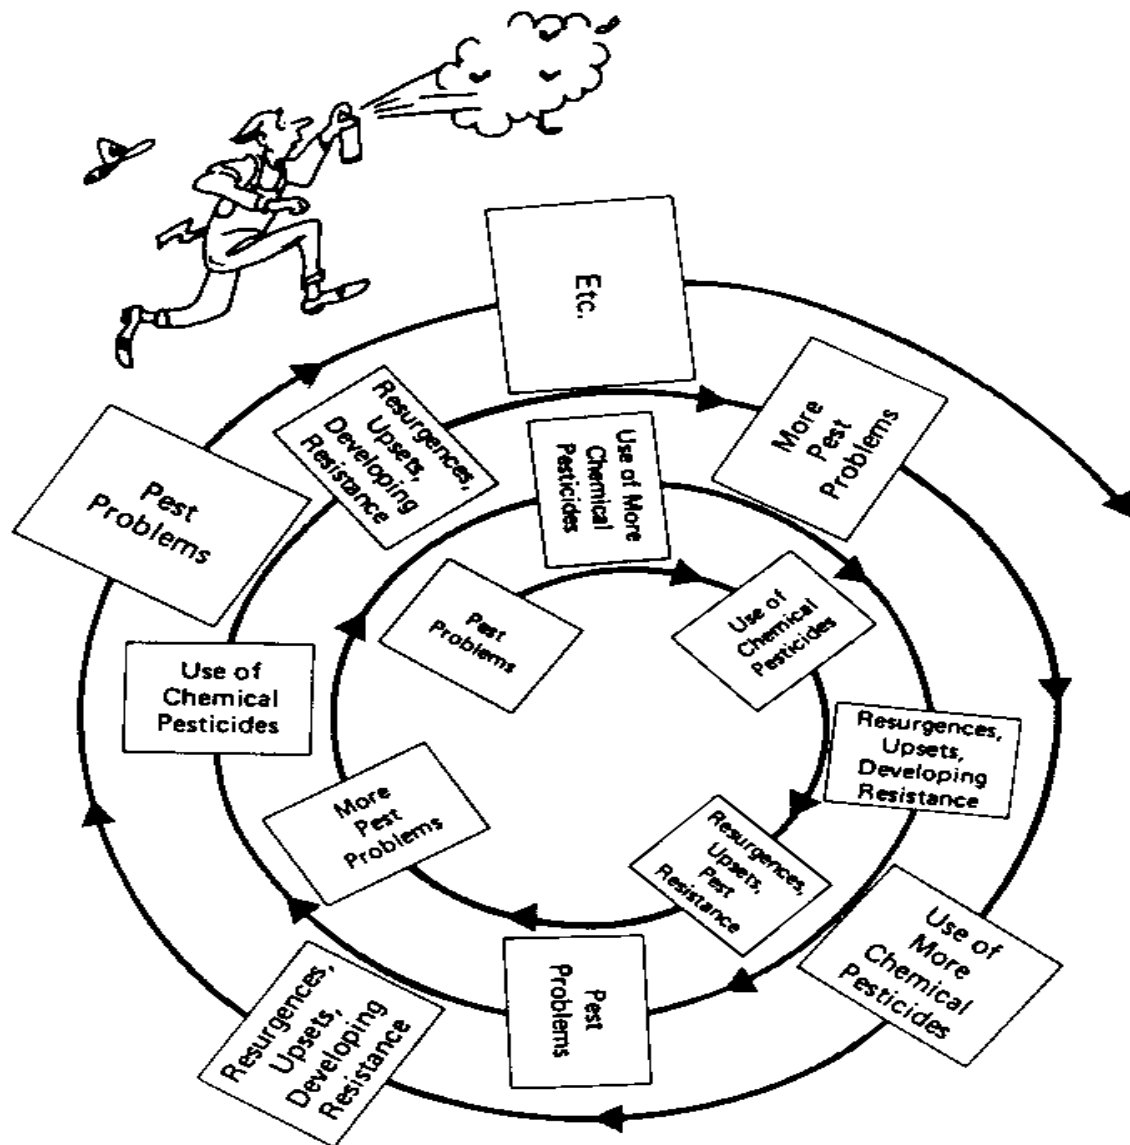 Pest
Problems
Use of
Chemical
Pesticides
Resurgences,
Upsets,
Pest
Resistance
More
Pest
Problems
Use of More
Chemical
Pesticides
Resurgences,
Upsets,
Developing
Resistance
Pest
Problems
Use of
Chemical
Pesticides
Resurgences,
Upsets,
Developing
Resistance
More
Pest
Problems
Use of
More
Chemical
Pesticides
Resurgences,
Upsets,
Developing
Resistance
Pest
Problems
Etc.